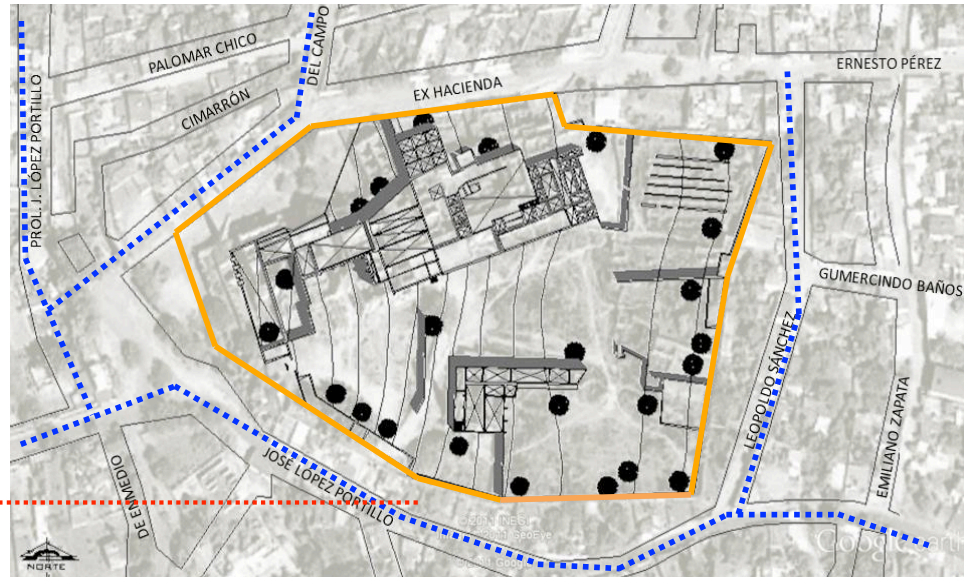 PALOMAR CHICO
DEL CAMPO
ERNESTO PÉREZ
EX HACIENDA
CIMARRÓN
PROL. J. LÓPEZ PORTILLO
GUMERCINDO BAÑOS
LEOPOLDO SÁNCHEZ
EMILIANO ZAPATA
JOSÉ LÓPEZ PORTILLO
DE ENMEDIO
GeoEye
Google
NORTE